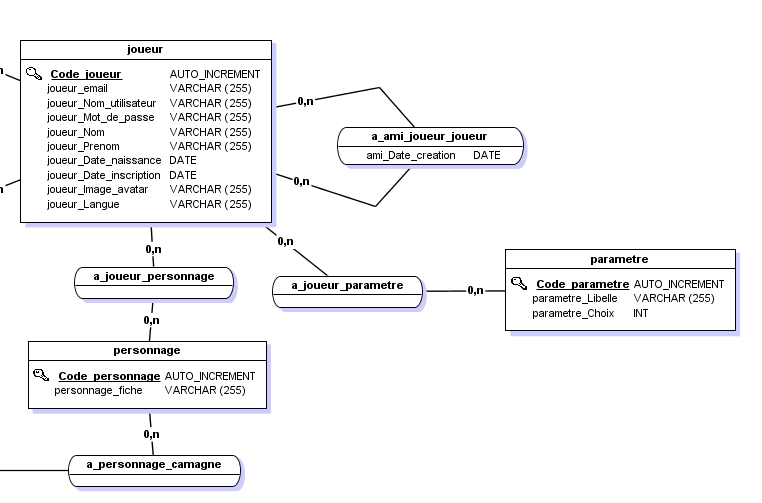 joueur
Code_joueur AUTO_INCREMENT
joueur_email VARCHAR (255)
joueur_Nom_utilisateur VARCHAR (255)
joueur_Mot_de_passe VARCHAR (255)
joueur_Nom VARCHAR (255)
joueur_Prenom VARCHAR (255)
joueur_Date_naissance DATE
joueur_Date_inscription DATE
joueur_Image_avatar VARCHAR (255)
joueur_Langue VARCHAR (255)
n
n
0,n
0,n
a_ami_joueur_joueur
ami_Date_creation DATE
0,n
a_joueur_personnage
0,n
0,n
a_joueur_parametre
0,n
parametre
Code_parametre AUTO_INCREMENT
parametre_Libelle VARCHAR (255)
parametre_Choix INT
personnage
Code_personnage AUTO_INCREMENT
personnage_fiche VARCHAR (255)
0,n
a_personnage_camagne